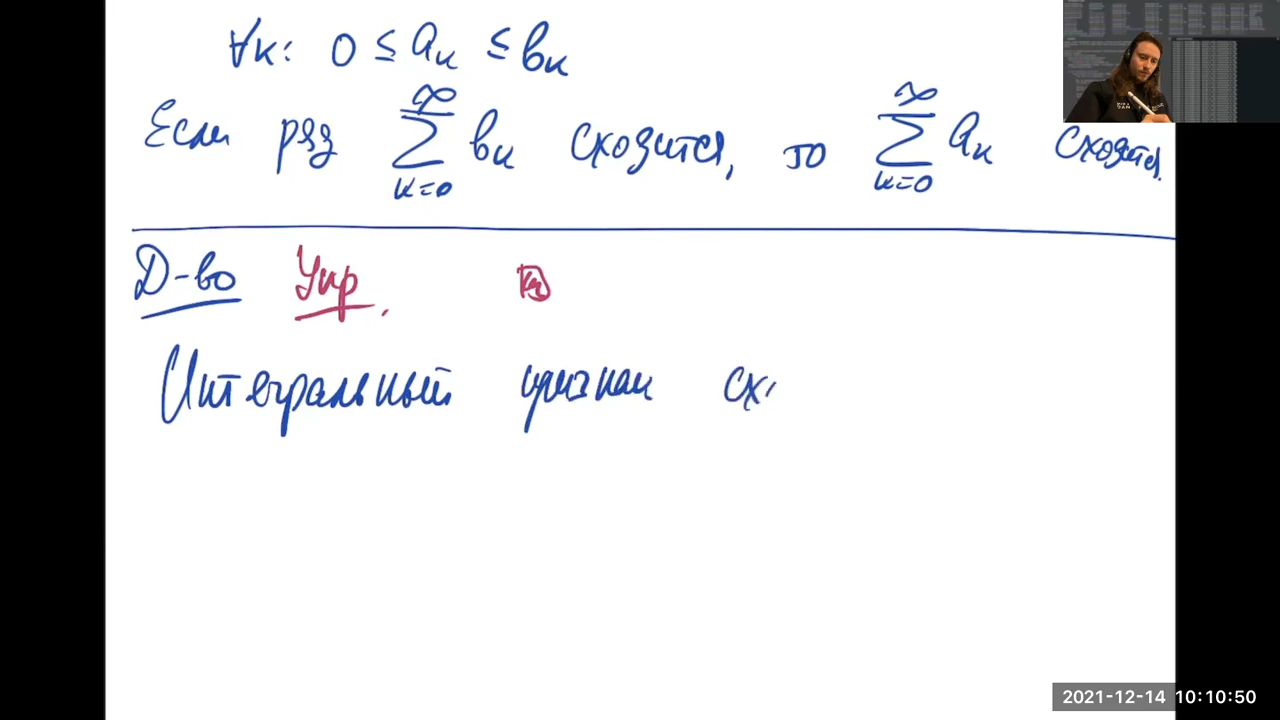 ∀k: 0 ≤ aₖ ≤ bₖ
Если ряд ∞∑k=0 bₖ сходится, то ∞∑k=0 aₖ сходится.
Д-во Упр.
Интегральный признак сх
2021-12-14 10:10:50